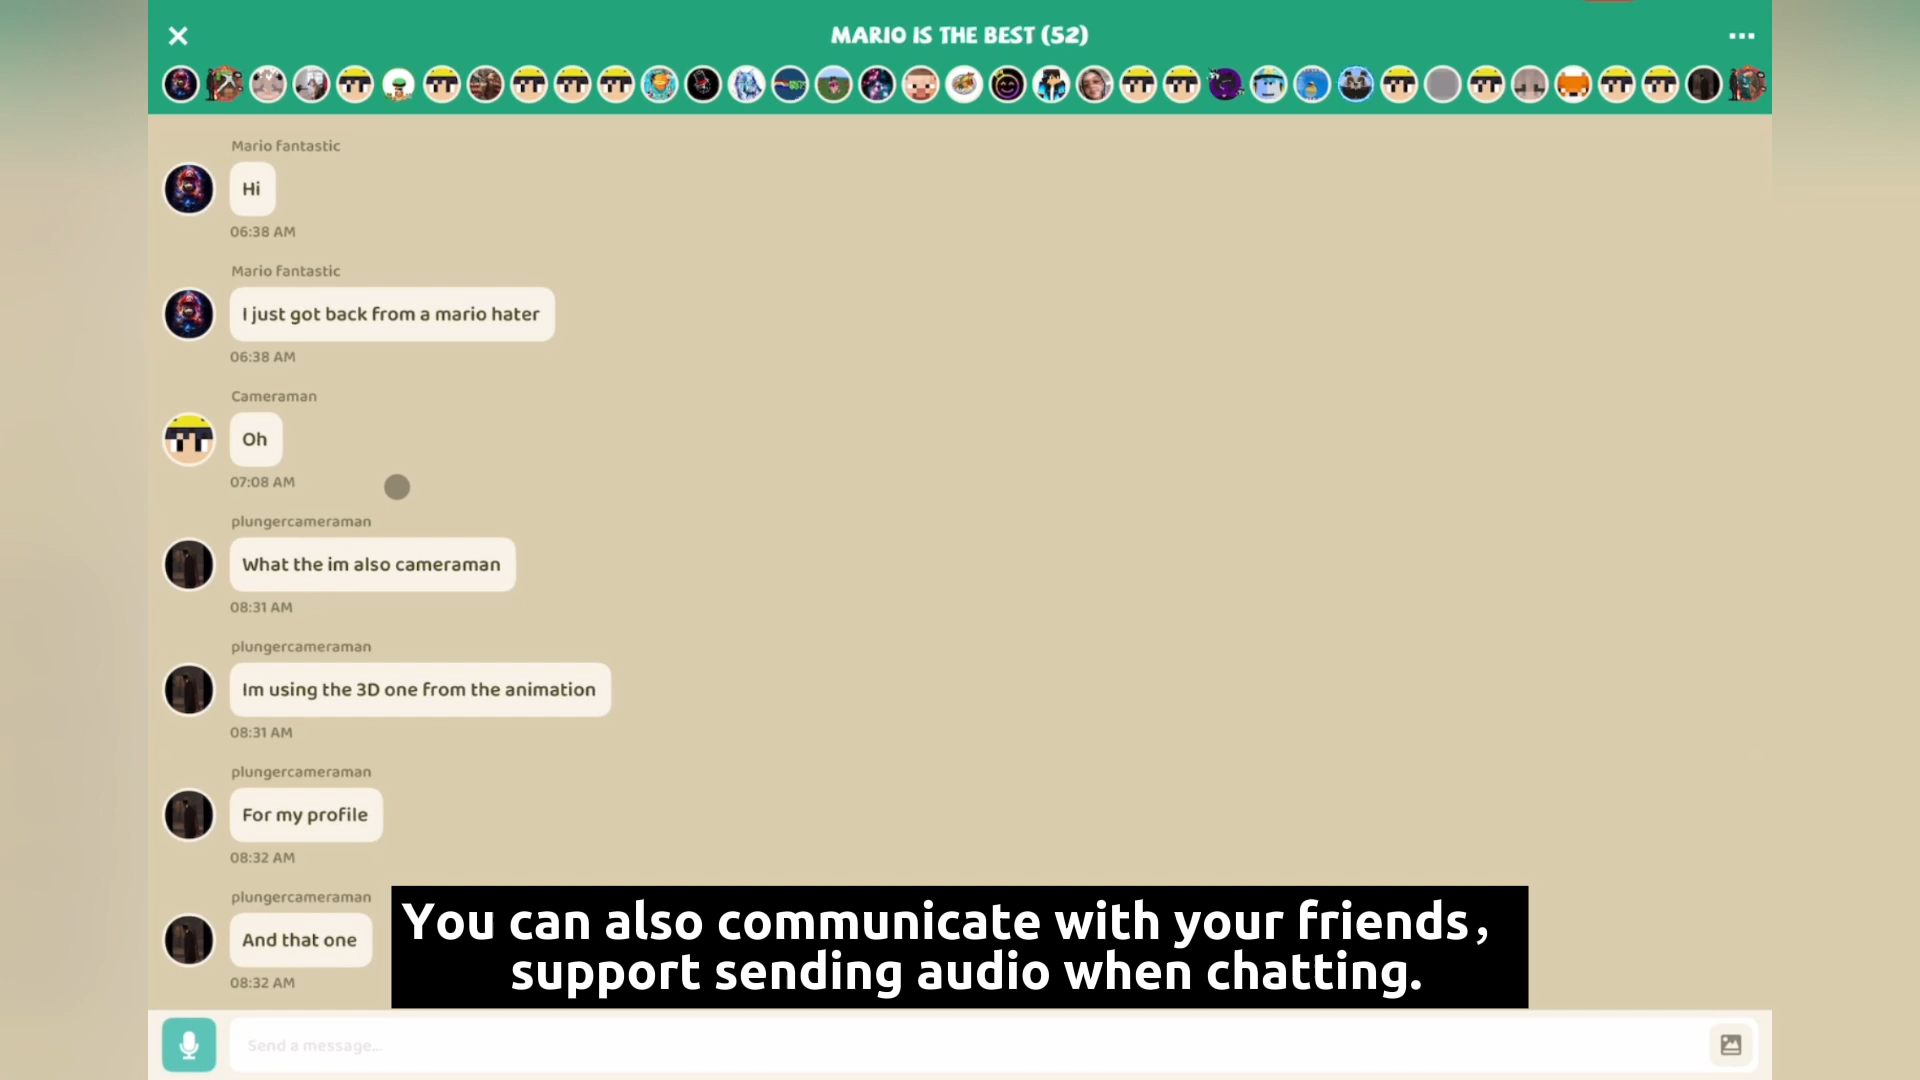 MARIO IS THE BEST (52)
Mario fantastic
Hi
06:38 AM
Mario fantastic
I just got back from a mario hater
06:38 AM
Cameraman
Oh
07:08 AM
plungercameraman
What the im also cameraman
08:31 AM
plungercameraman
Im using the 3D one from the animation
08:31 AM
plungercameraman
For my profile
08:32 AM
plungercameraman
And that one
08:32 AM
You can also communicate with your friends,
support sending audio when chatting.
Send a message...